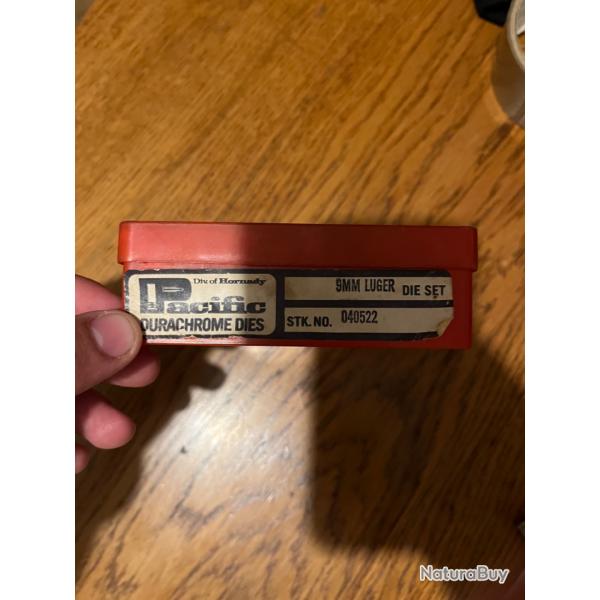 Div. of Hornady
Pacific
DURACHROME DIES
9MM LUGER DIE SET
STK. NO. 040522
NaturaBuy